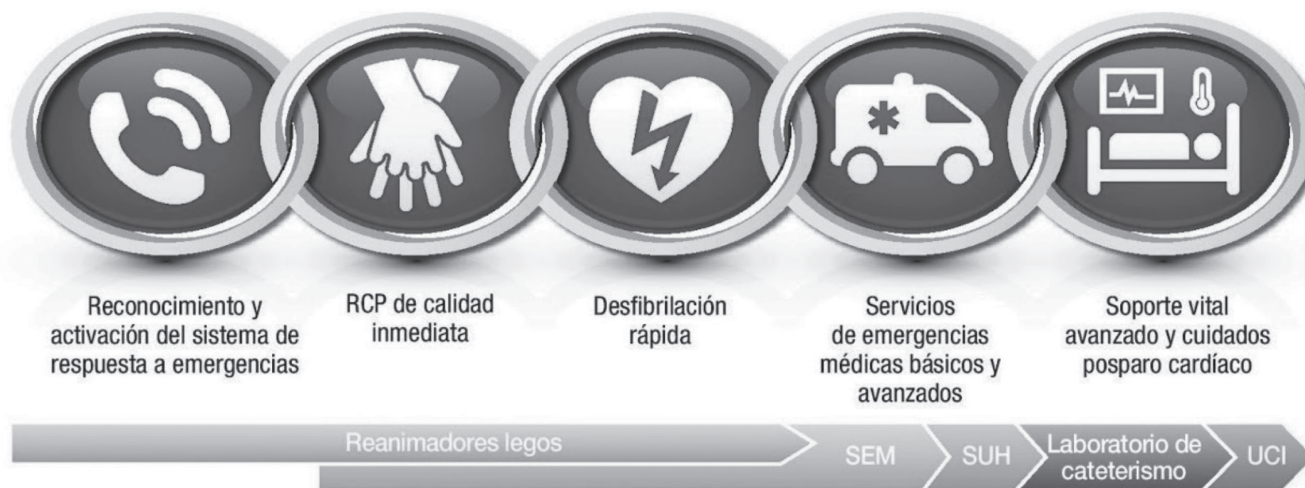 Reconocimiento y
activación del sistema de
respuesta a emergencias
RCP de calidad
inmediata
Desfibrilación
rápida
Servicios
de emergencias
médicas básicos y
avanzados
Soporte vital
avanzado y cuidados
posparo cardíaco
Reanimadores legos
SEM
SUH
Laboratorio de
cateterismo
UCI